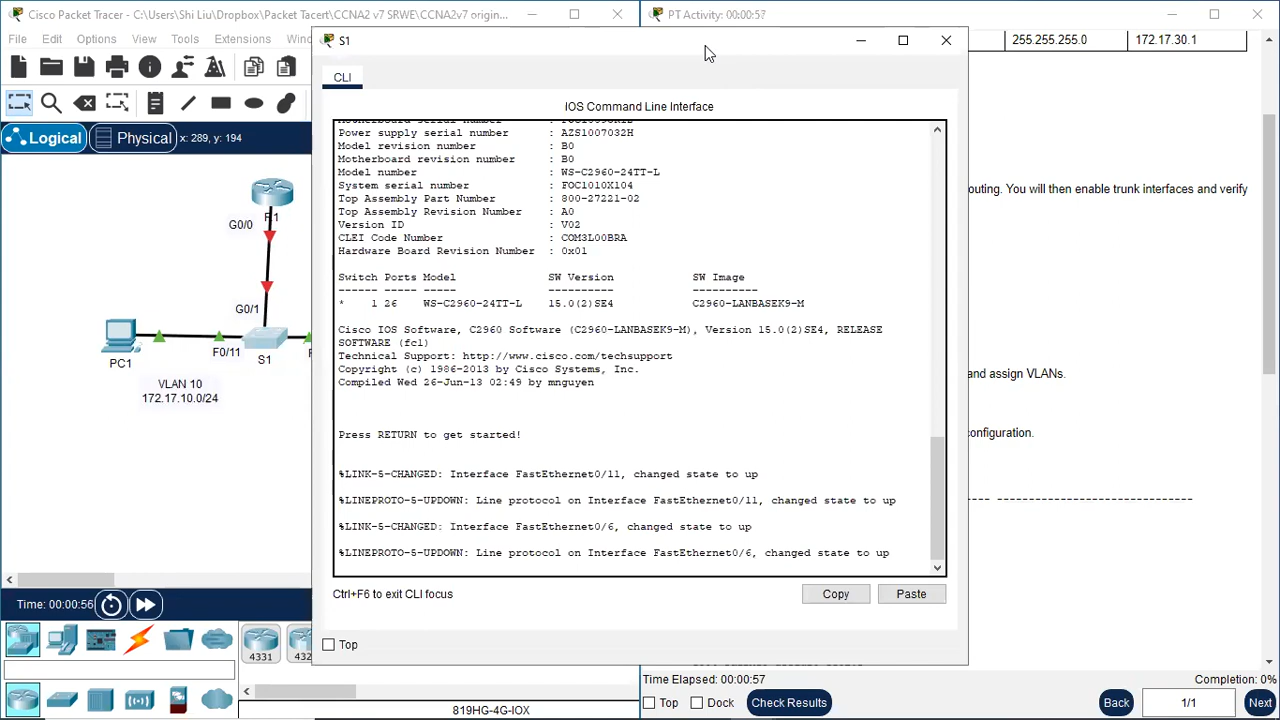 Cisco Packet Tracer - C:\Users\Shi Liu\Dropbox\Packet Tacert\CCNA2 v7 SRWE\CCNA2v7 origin...
PT Activity: 00:00:57
File Edit Options View Tools Extensions
S1
255.255.255.0 172.17.30.1
CLI
IOS Command Line Interface
Logical Physical x: 289, y: 194
Power supply serial number : AZS1007032H
Model revision number : B0
Motherboard revision number : B0
Model number : WS-C2960-24TT-L
System serial number : FOC1010X104
Top Assembly Part Number : 800-27221-02
Top Assembly Revision Number : A0
Version ID : V02
CLEI Code Number : COM3L00BRA
Hardware Board Revision Number : 0x01
Switch Ports Model SW Version SW Image
------ ----- ----- ---------- ----------
* 1 26 WS-C2960-24TT-L 15.0(2)SE4 C2960-LANBASEK9-M
Cisco IOS Software, C2960 Software (C2960-LANBASEK9-M), Version 15.0(2)SE4, RELEASE
SOFTWARE (fc1)
Technical Support: http://www.cisco.com/techsupport
Copyright (c) 1986-2013 by Cisco Systems, Inc.
Compiled Wed 26-Jun-13 02:49 by mnguyen
Press RETURN to get started!
%LINK-5-CHANGED: Interface FastEthernet0/11, changed state to up
%LINEPROTO-5-UPDOWN: Line protocol on Interface FastEthernet0/11, changed state to up
%LINK-5-CHANGED: Interface FastEthernet0/6, changed state to up
%LINEPROTO-5-UPDOWN: Line protocol on Interface FastEthernet0/6, changed state to up
Ctrl+F6 to exit CLI focus
Copy Paste
Top
R1
G0/0
G0/1
PC1
F0/11 S1
VLAN 10
172.17.10.0/24
outing. You will then enable trunk interfaces and verify
and assign VLANs.
onfiguration.
Time: 00:00:56
4331
819HG-4G-IOX
Time Elapsed: 00:00:57 Completion: 0%
Top Dock Check Results Back 1/1 Next